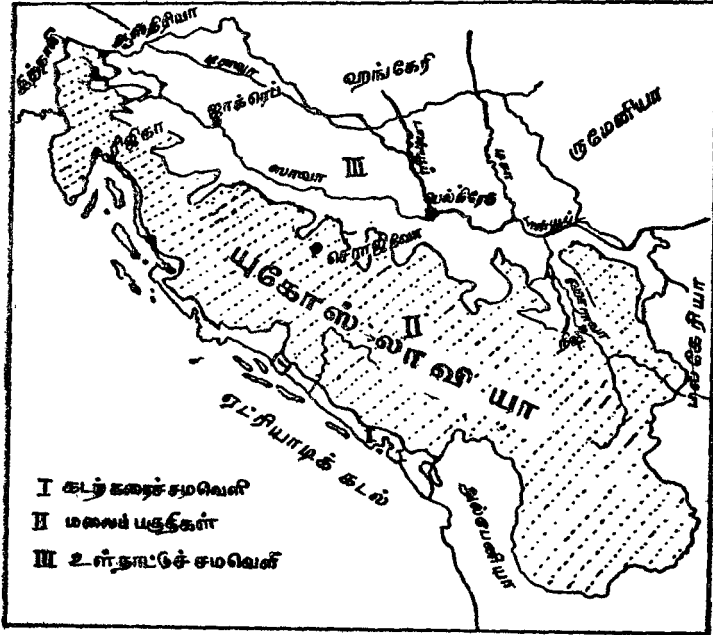 ஆஸ்திரியா
இத்தாலி
டிராவா
ஹங்கேரி
ஜாக்ரெப்
ருமேனியா
ரிஜிகா
ஸாவா
III
டான்யூப்
டிசா
பெல்கிரேடு
டான்யூப்
செராஜிவோ
யுகோஸ்லாவியா
II
மொராவா
நிஷ்
பல்கேரியா
ஏட்ரியாடிக் கடல்
I
அல்பேனியா
I கடற்கரைச்சமவெளி
II மலைப்பகுதிகள்
III உள்நாட்டுச் சமவெளி